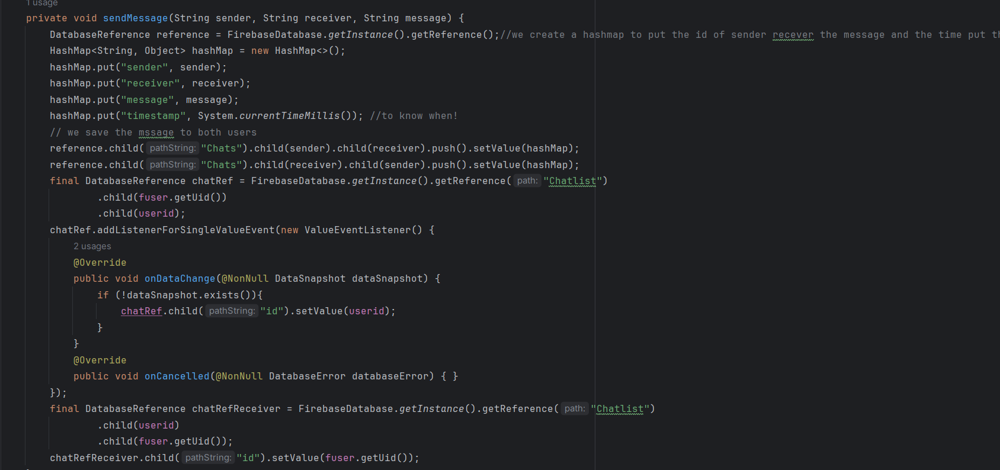 1 usage
private void sendMessage(String sender, String receiver, String message) {
DatabaseReference reference = FirebaseDatabase.getInstance().getReference();//we create a hashmap to put the id of sender recever the message and the time put th
HashMap<String, Object> hashMap = new HashMap<>();
hashMap.put("sender", sender);
hashMap.put("receiver", receiver);
hashMap.put("message", message);
hashMap.put("timestamp", System.currentTimeMillis()); //to know when!
// we save the mssage to both users
reference.child( pathString: "Chats").child(sender).child(receiver).push().setValue(hashMap);
reference.child( pathString: "Chats").child(receiver).child(sender).push().setValue(hashMap);
final DatabaseReference chatRef = FirebaseDatabase.getInstance().getReference( path: "Chatlist")
.child(fuser.getUid())
.child(userid);
chatRef.addListenerForSingleValueEvent(new ValueEventListener() {
2 usages
@Override
public void onDataChange(@NonNull DataSnapshot dataSnapshot) {
if (!dataSnapshot.exists()){
chatRef.child( pathString: "id").setValue(userid);
}
}
@Override
public void onCancelled(@NonNull DatabaseError databaseError) { }
});
final DatabaseReference chatRefReceiver = FirebaseDatabase.getInstance().getReference( path: "Chatlist")
.child(userid)
.child(fuser.getUid());
chatRefReceiver.child( pathString: "id").setValue(fuser.getUid());